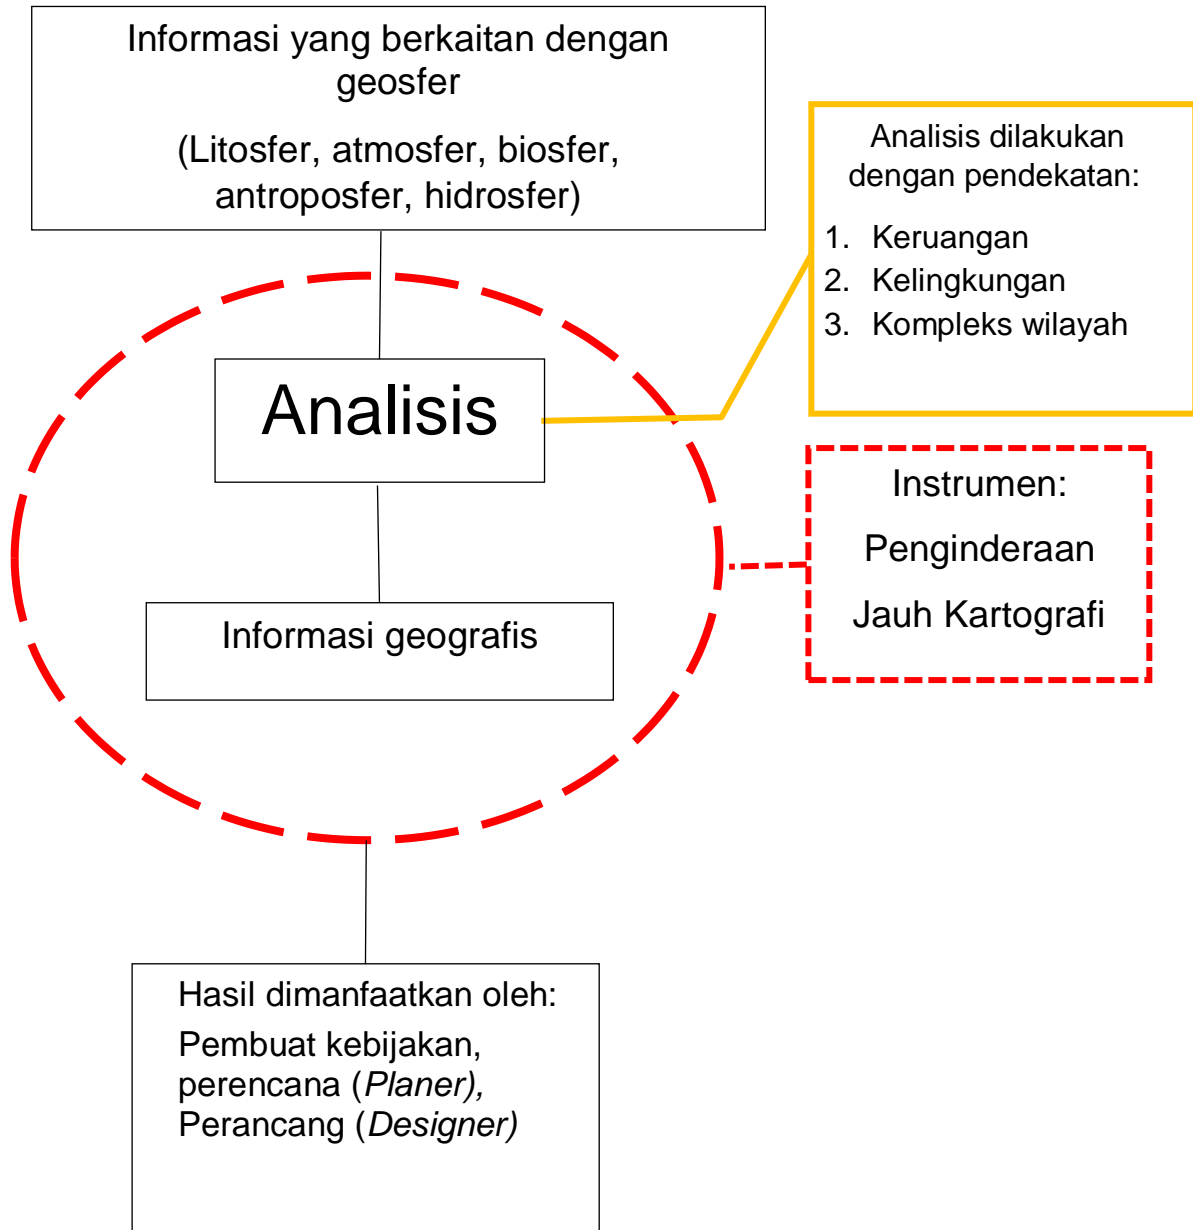 Informasi yang berkaitan dengan
geosfer
(Litosfer, atmosfer, biosfer,
antroposfer, hidrosfer)
Analisis dilakukan
dengan pendekatan:
1. Keruangan
2. Kelingkungan
3. Kompleks wilayah
Analisis
Instrumen:
Penginderaan
Jauh Kartografi
Informasi geografis
Hasil dimanfaatkan oleh:
Pembuat kebijakan,
perencana (Planer),
Perancang (Designer)